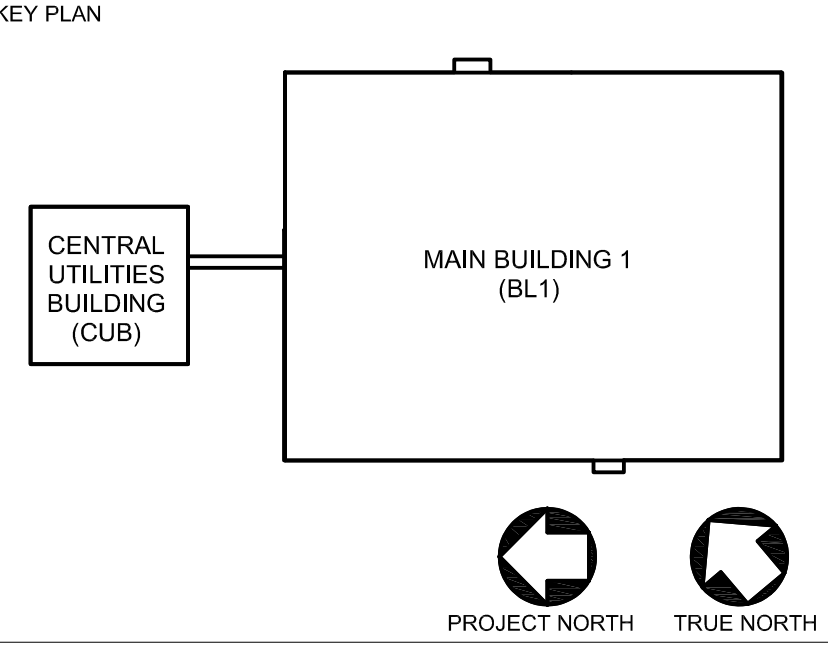 KEY PLAN
CENTRAL
UTILITIES
BUILDING
(CUB)
MAIN BUILDING 1
(BL1)
PROJECT NORTH
TRUE NORTH